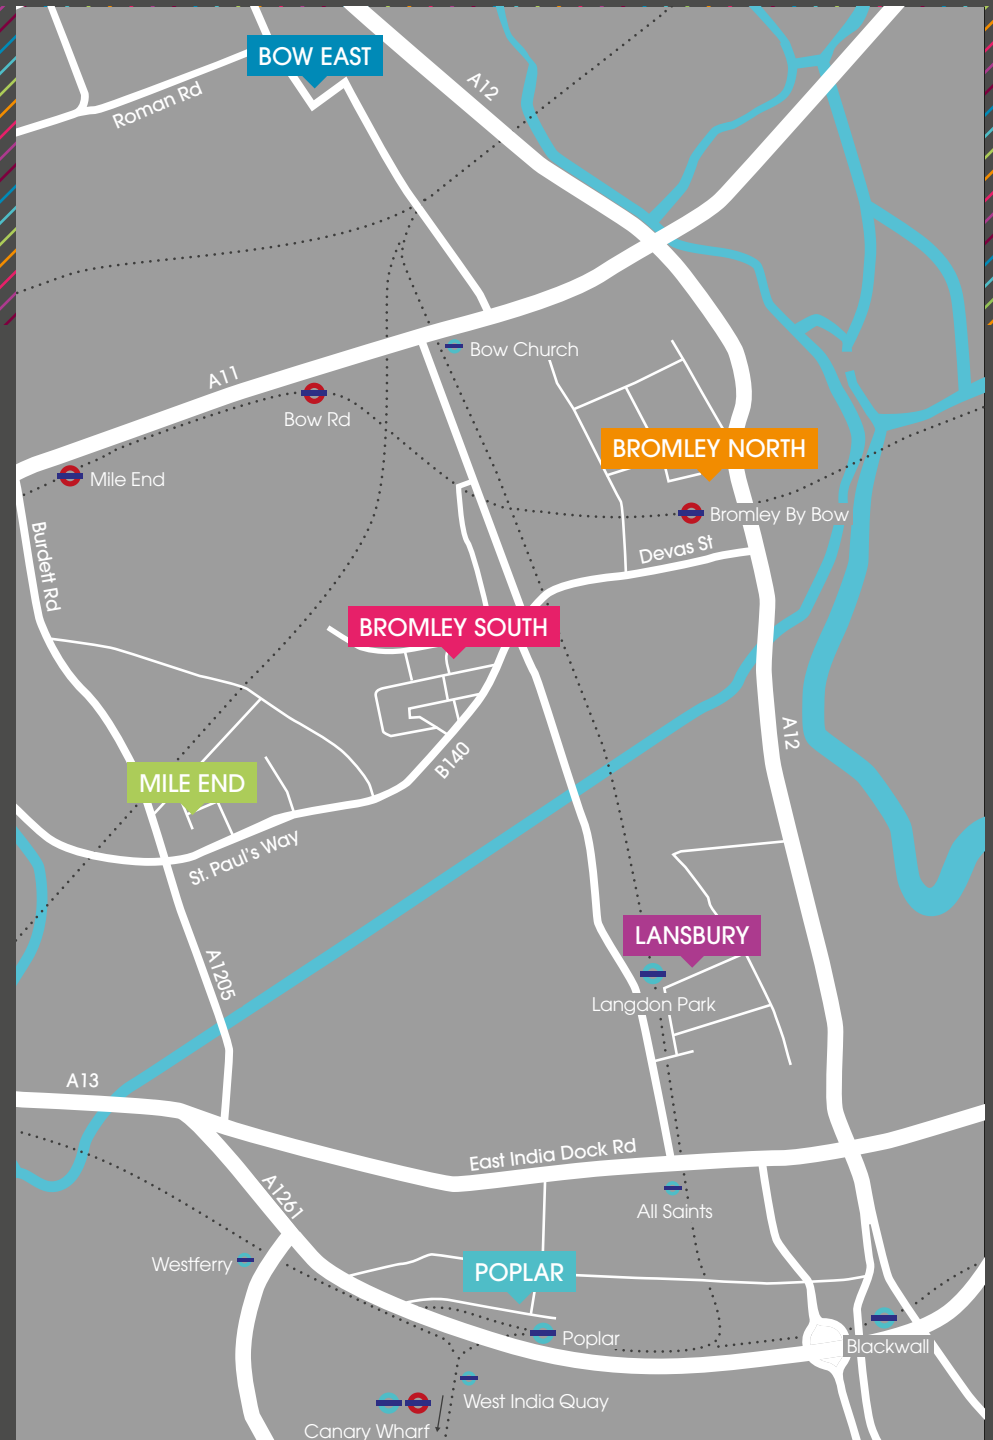 BOW EAST
A12
Roman Rd
Bow Church
A11
Bow Rd
BROMLEY NORTH
Mile End
Bromley By Bow
Burdett Rd
Devas St
BROMLEY SOUTH
A12
B140
MILE END
St. Paul's Way
LANSBURY
A1205
Langdon Park
A13
East India Dock Rd
A1261
All Saints
Westferry
POPLAR
Poplar
Blackwall
West India Quay
Canary Wharf